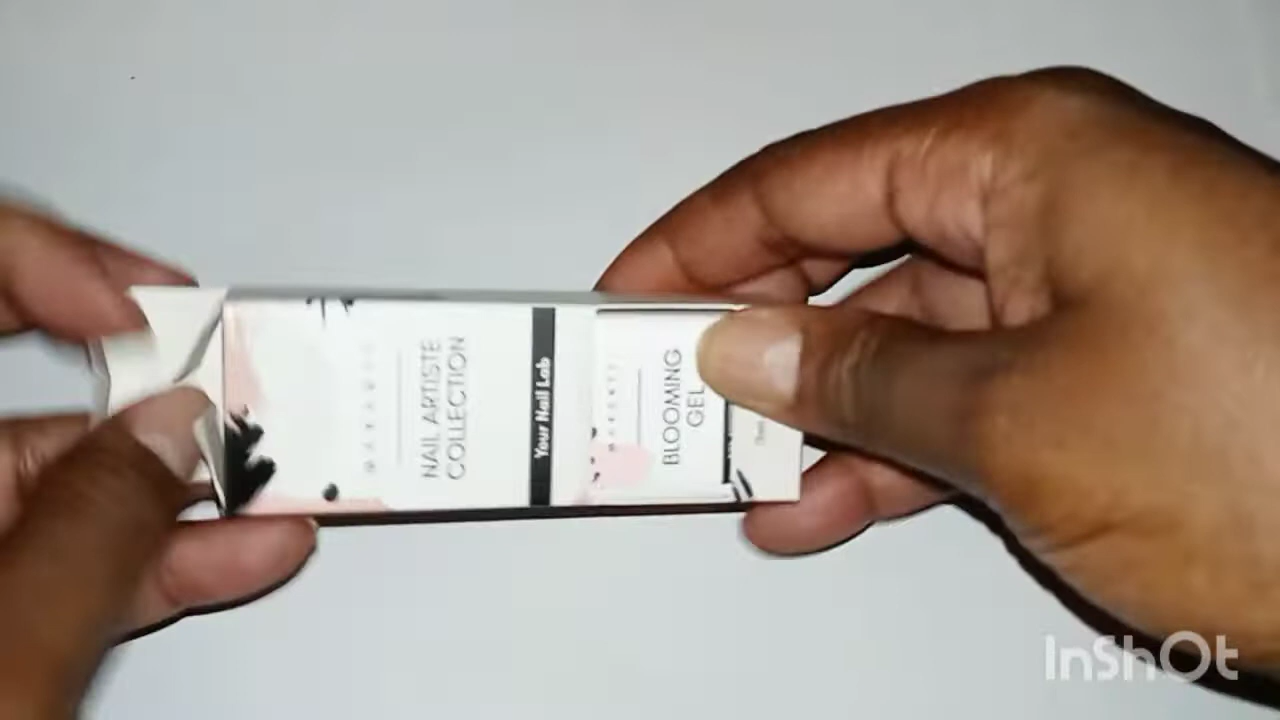 NAIL ARTISTE
COLLECTION
Your Nail Lab
BLOOMING
GEL
InShOt